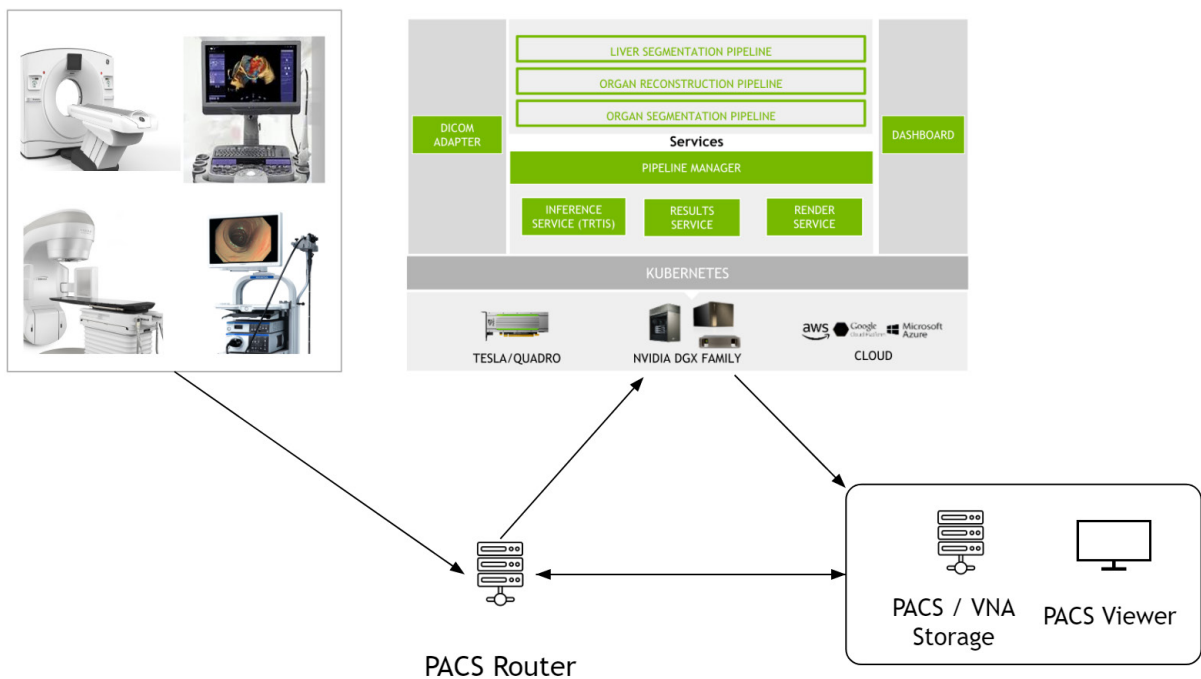 LIVER SEGMENTATION PIPELINE
ORGAN RECONSTRUCTION PIPELINE
ORGAN SEGMENTATION PIPELINE
DICOM
ADAPTER
Services
DASHBOARD
PIPELINE MANAGER
INFERENCE
SERVICE (TRTIS)
RESULTS
SERVICE
RENDER
SERVICE
KUBERNETES
aws
Google
Microsoft
Azure
TESLA/QUADRO
NVIDIA DGX FAMILY
CLOUD
PACS / VNA
Storage
PACS Viewer
PACS Router